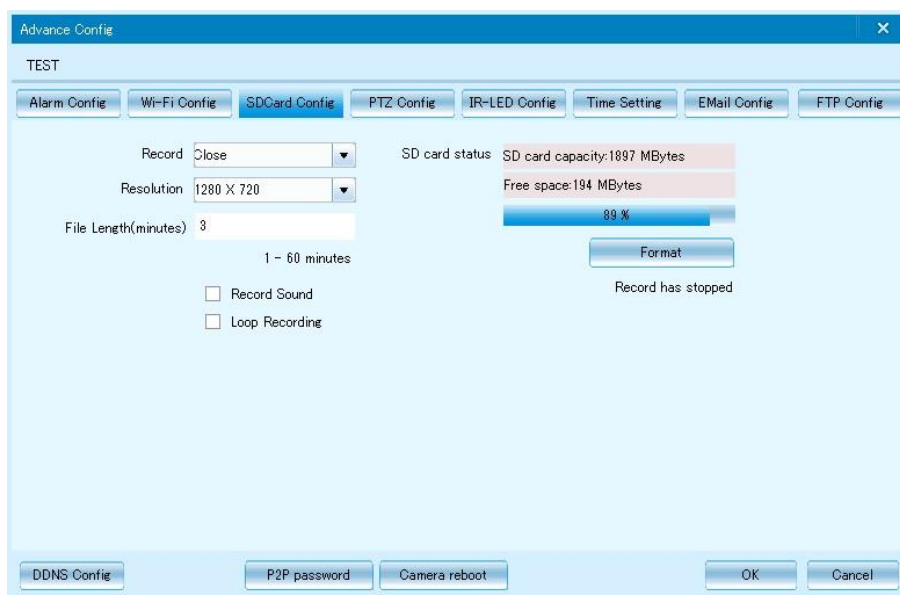 Advance Config
TEST
Alarm Config Wi-Fi Config SDCard Config PTZ Config IR-LED Config Time Setting EMail Config FTP Config
Record Close SD card status SD card capacity:1897 MBytes
Resolution 1280 X 720 Free space:194 MBytes
File Length(minutes) 3 89 %
1 - 60 minutes Format
Record Sound Record has stopped
Loop Recording
DDNS Config P2P password Camera reboot OK Cancel